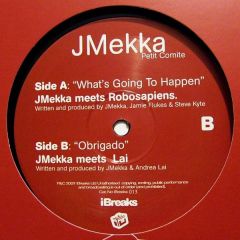 JMekka
Petit Comite
Side A: "What's Going To Happen"
JMekka meets Robosapiens.
Written and produced by JMekka, Jamie Flukes & Steve Kyte
B
Side B: "Obrigado"
JMekka meets Lai
Written and produced by JMekka & Andrea Lai
iBreaks